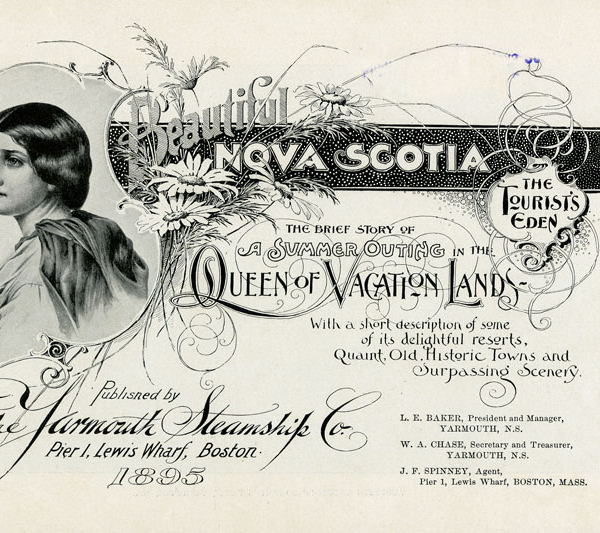 Beautiful
NOVA SCOTIA
THE
TOURIST'S
EDEN
THE BRIEF STORY OF
A SUMMER OUTING IN THE
QUEEN OF VACATION LANDS-
With a short description of some
of its delightful resorts,
Quaint, Old, Historic Towns and
Surpassing Scenery.
Published by
he Yarmouth Steamship Co.
Pier 1, Lewis Wharf, Boston.
1895
L. E. BAKER, President and Manager,
YARMOUTH, N.S.
W. A. CHASE, Secretary and Treasurer,
YARMOUTH, N.S.
J. F. SPINNEY, Agent,
Pier 1, Lewis Wharf, BOSTON, MASS.